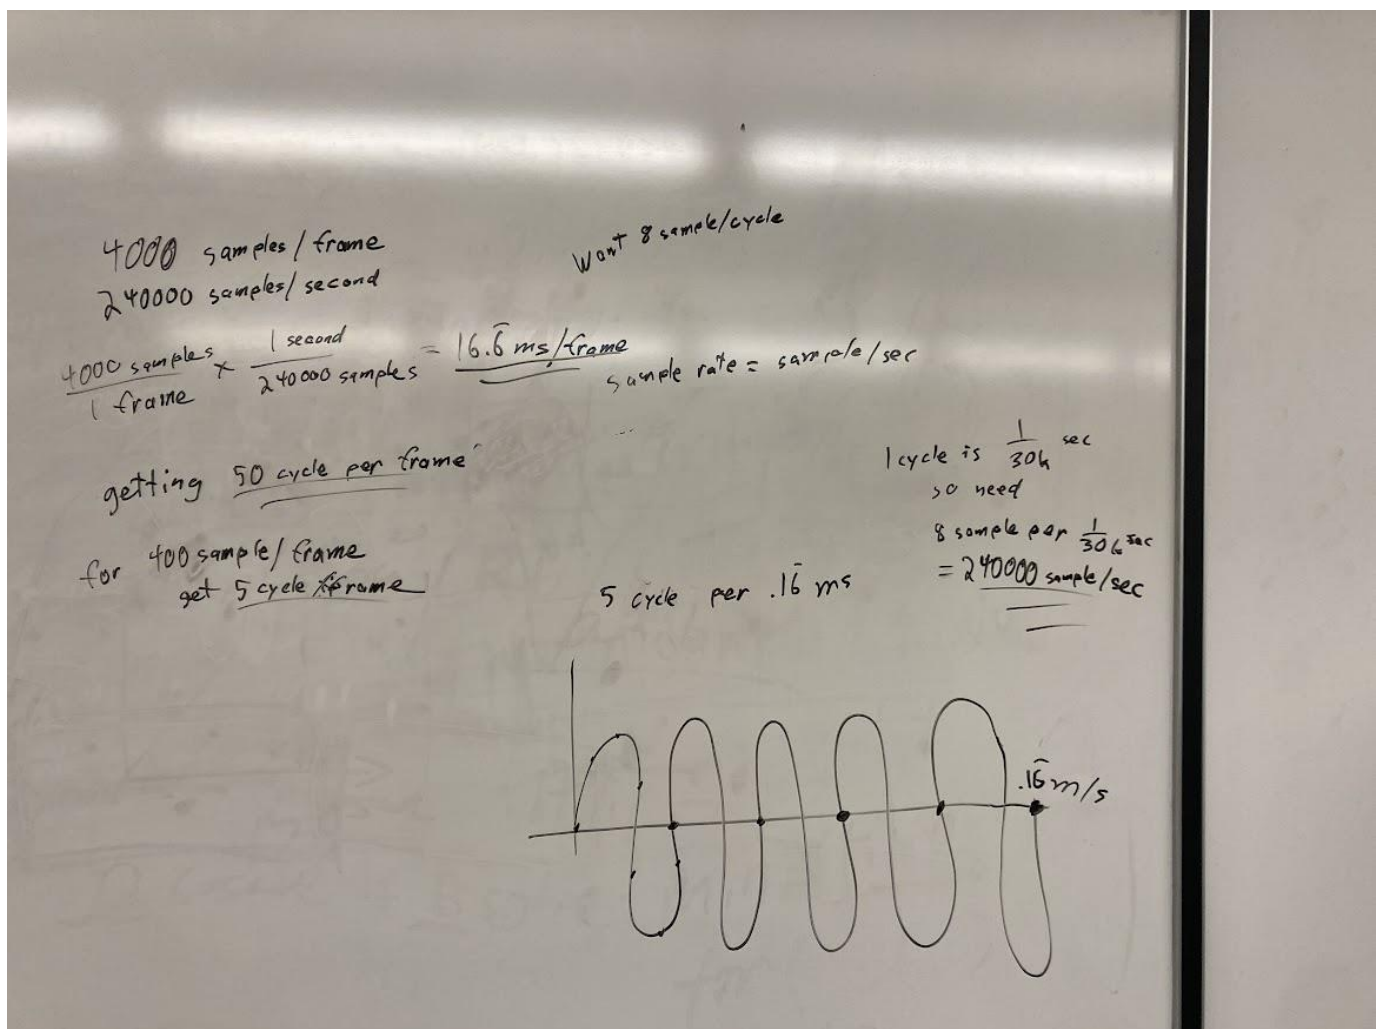 4000 samples/frame
240000 samples/second
4000 samples / 1 frame × 1 second / 240000 samples = 16.6̄ ms/frame
getting 50 cycle per frame
for 400 sample/frame
get 5 cycle frame
Want 8 sample/cycle
sample rate = sample/sec
1 cycle is 1/30k sec
so need
8 sample per 1/30k sec
= 240000 sample/sec
5 cycle per .16̄ ms
.16̄ m/s